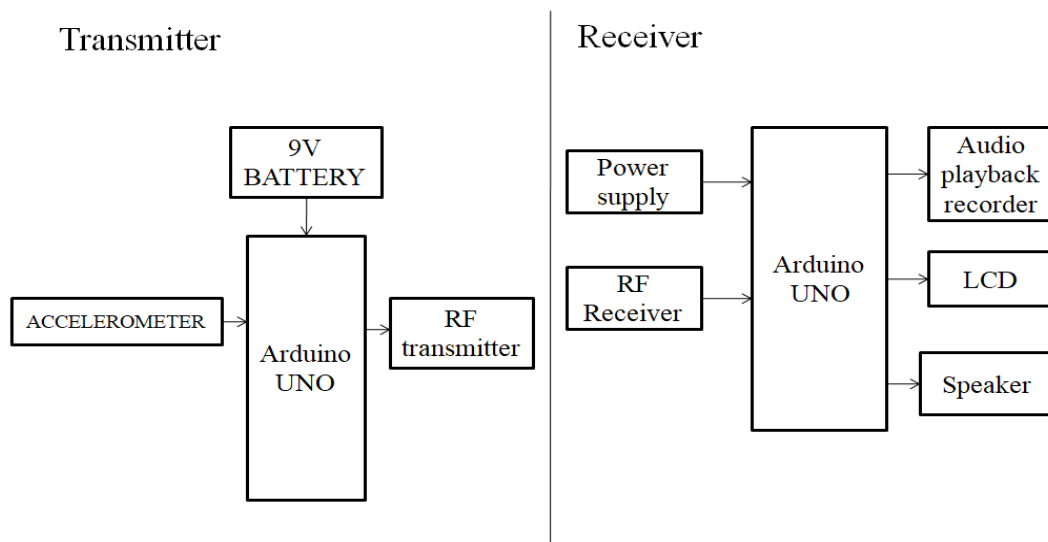 Transmitter
9V
BATTERY
ACCELEROMETER
Arduino
UNO
RF
transmitter
Receiver
Power
supply
RF
Receiver
Arduino
UNO
Audio
playback
recorder
LCD
Speaker